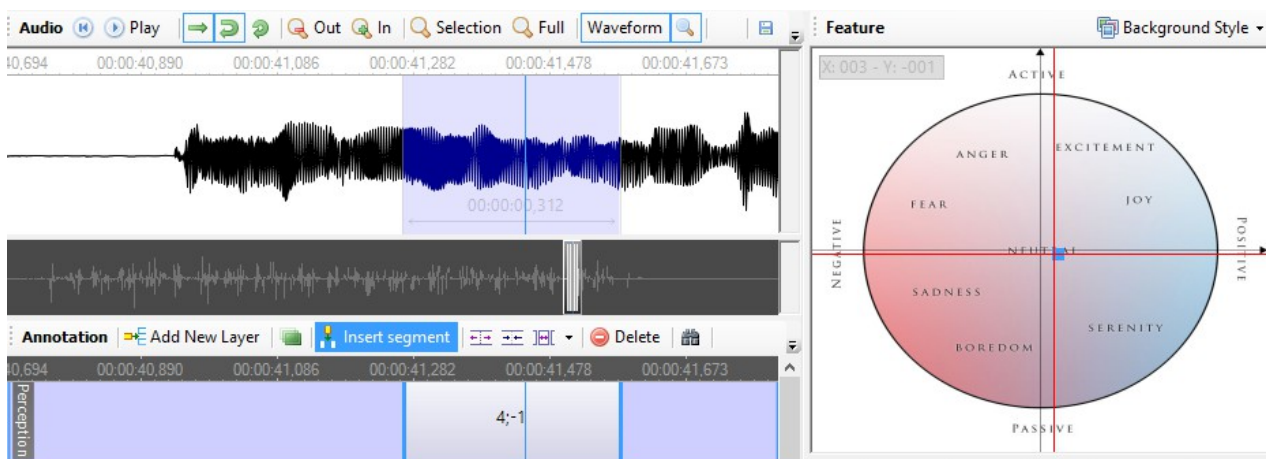 Audio Play Out In Selection Full Waveform
40,694 00:00:40,890 00:00:41,086 00:00:41,282 00:00:41,478 00:00:41,673
00:00:00,312
Annotation Add New Layer Insert segment Delete
40,694 00:00:40,890 00:00:41,086 00:00:41,282 00:00:41,478 00:00:41,673
Perception
4;-1
Feature Background Style
X: 003 - Y: -001
ACTIVE
ANGER EXCITEMENT
FEAR JOY
NEGATIVE NEUTRAL POSITIVE
SADNESS
SERENITY
BOREDOM
PASSIVE